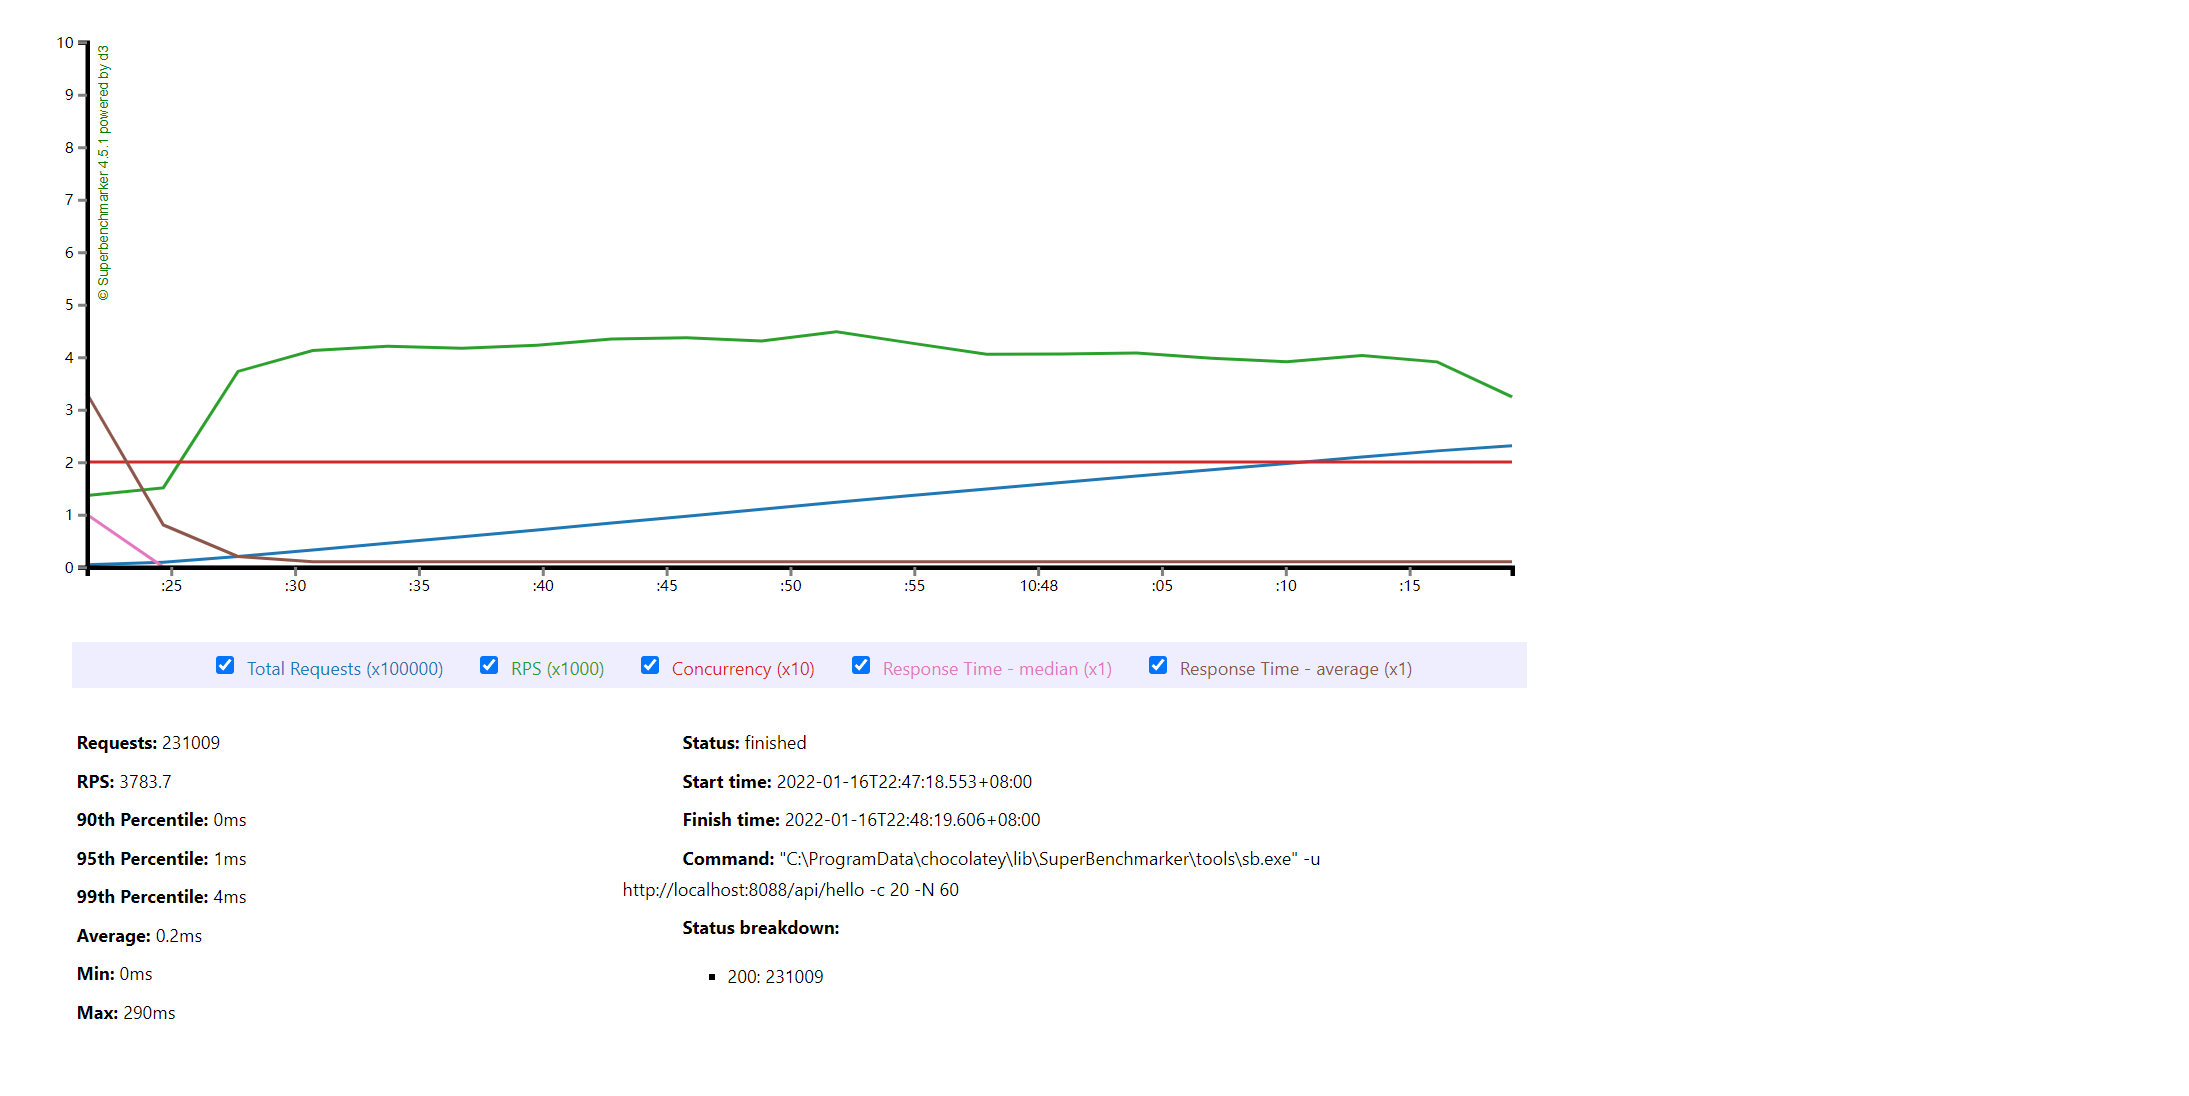 10
9
8
7
6
5
4
3
2
1
0
© Superbenchmarker 4.5.1 powered by d3
:25 :30 :35 :40 :45 :50 :55 10:48 :05 :10 :15
Total Requests (x100000) RPS (x1000) Concurrency (x10) Response Time - median (x1) Response Time - average (x1)
Requests: 231009
RPS: 3783.7
90th Percentile: 0ms
95th Percentile: 1ms
99th Percentile: 4ms
Average: 0.2ms
Min: 0ms
Max: 290ms
Status: finished
Start time: 2022-01-16T22:47:18.553+08:00
Finish time: 2022-01-16T22:48:19.606+08:00
Command: "C:\ProgramData\chocolatey\lib\SuperBenchmarker\tools\sb.exe" -u
http://localhost:8088/api/hello -c 20 -N 60
Status breakdown:
200: 231009